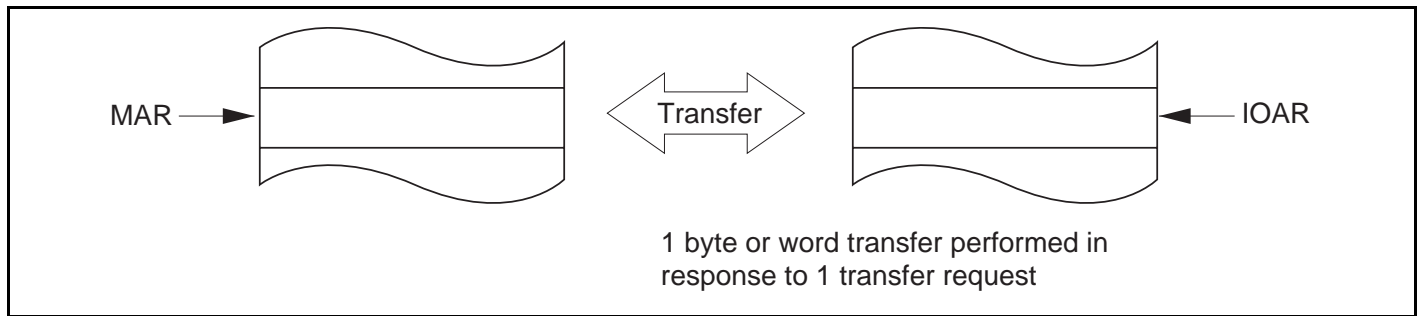 MAR
Transfer
IOAR
1 byte or word transfer performed in
response to 1 transfer request